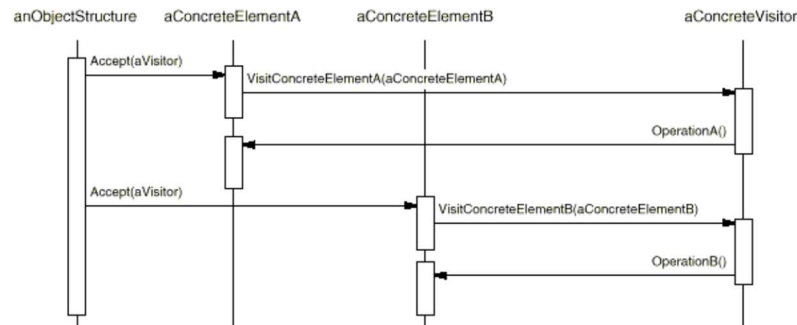 anObjectStructure aConcreteElementA aConcreteElementB aConcreteVisitor
Accept(aVisitor)
VisitConcreteElementA(aConcreteElementA)
OperationA()
Accept(aVisitor)
VisitConcreteElementB(aConcreteElementB)
OperationB()